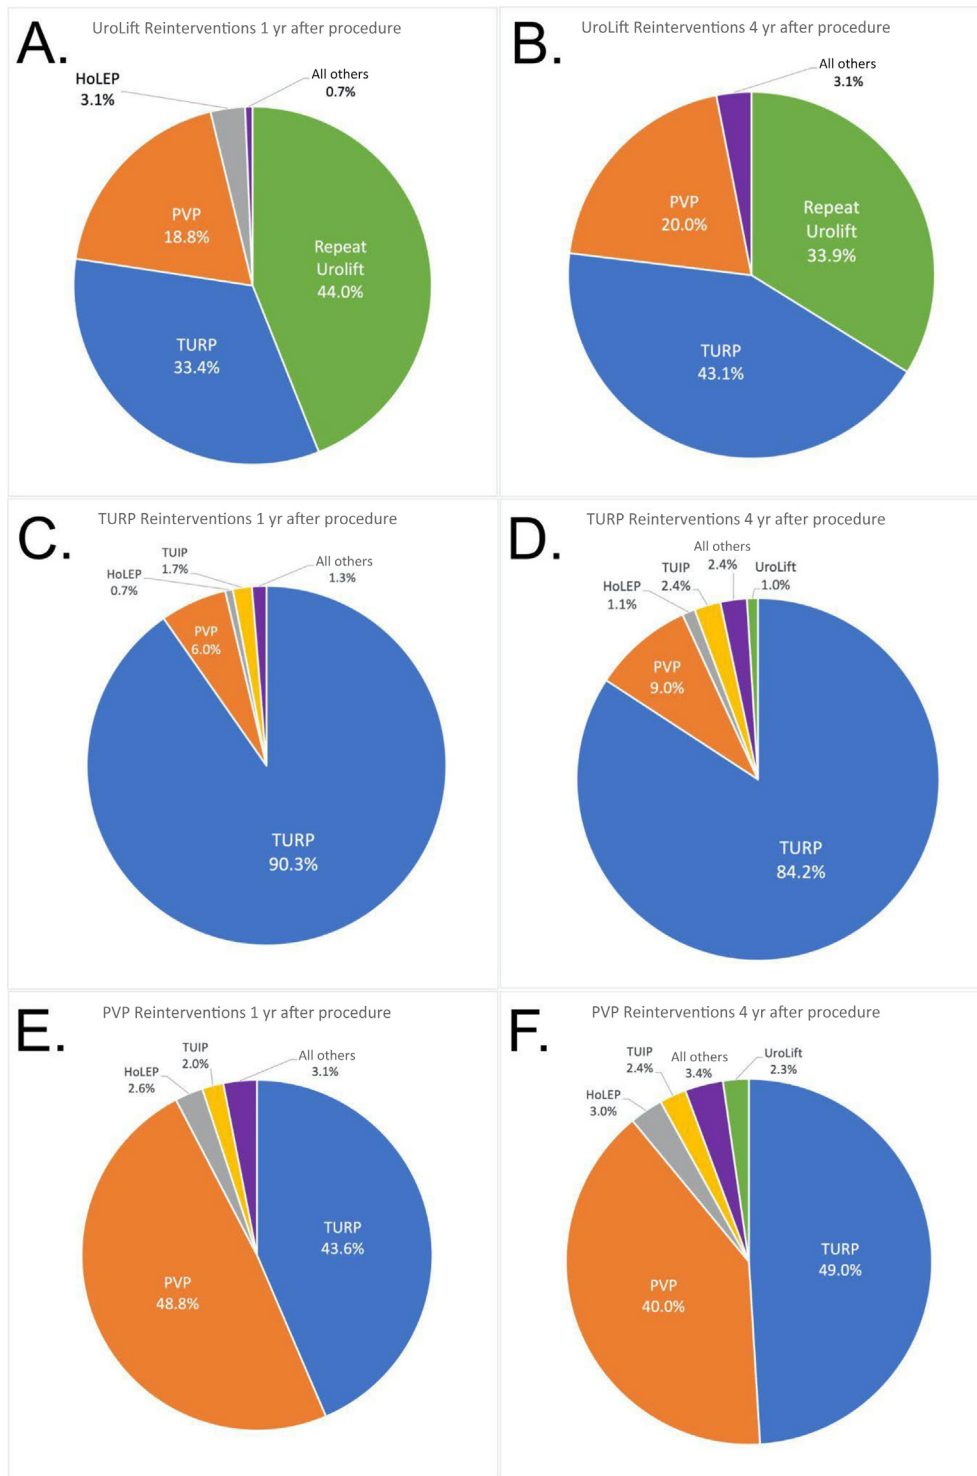 A.
UroLift Reinterventions 1 yr after procedure
HoLEP
3.1%
All others
0.7%
PVP
18.8%
Repeat
Urolift
44.0%
TURP
33.4%
B.
UroLift Reinterventions 4 yr after procedure
All others
3.1%
PVP
20.0%
Repeat
Urolift
33.9%
TURP
43.1%
C.
TURP Reinterventions 1 yr after procedure
TUIP
1.7%
All others
1.3%
HoLEP
0.7%
PVP
6.0%
TURP
90.3%
D.
TURP Reinterventions 4 yr after procedure
All others
2.4%
TUIP
2.4%
UroLift
1.0%
HoLEP
1.1%
PVP
9.0%
TURP
84.2%
E.
PVP Reinterventions 1 yr after procedure
TUIP
2.0%
All others
3.1%
HoLEP
2.6%
TURP
43.6%
PVP
48.8%
F.
PVP Reinterventions 4 yr after procedure
TUIP
2.4%
All others
3.4%
UroLift
2.3%
HoLEP
3.0%
TURP
49.0%
PVP
40.0%